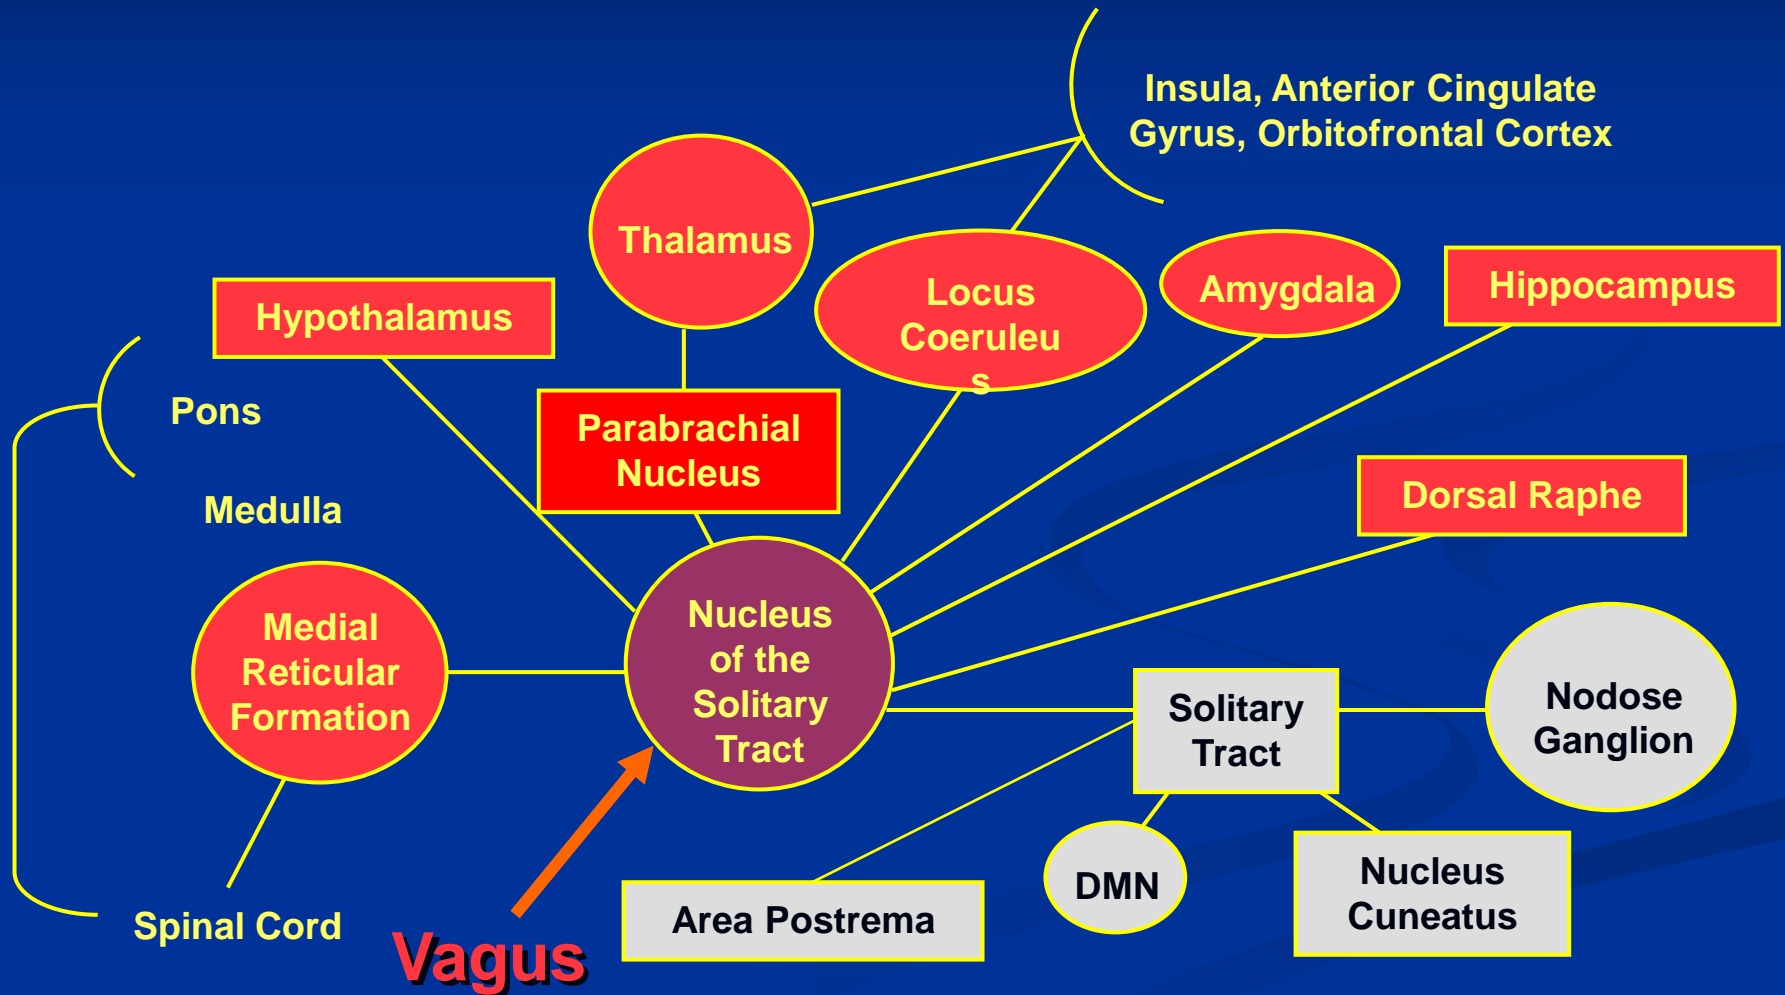 Insula, Anterior Cingulate
Gyrus, Orbitofrontal Cortex
Thalamus
Hypothalamus
Locus
Coeruleu
s
Amygdala
Hippocampus
Pons
Parabrachial
Nucleus
Medulla
Dorsal Raphe
Medial
Reticular
Formation
Nucleus
of the
Solitary
Tract
Solitary
Tract
Nodose
Ganglion
DMN
Nucleus
Cuneatus
Area Postrema
Spinal Cord
Vagus